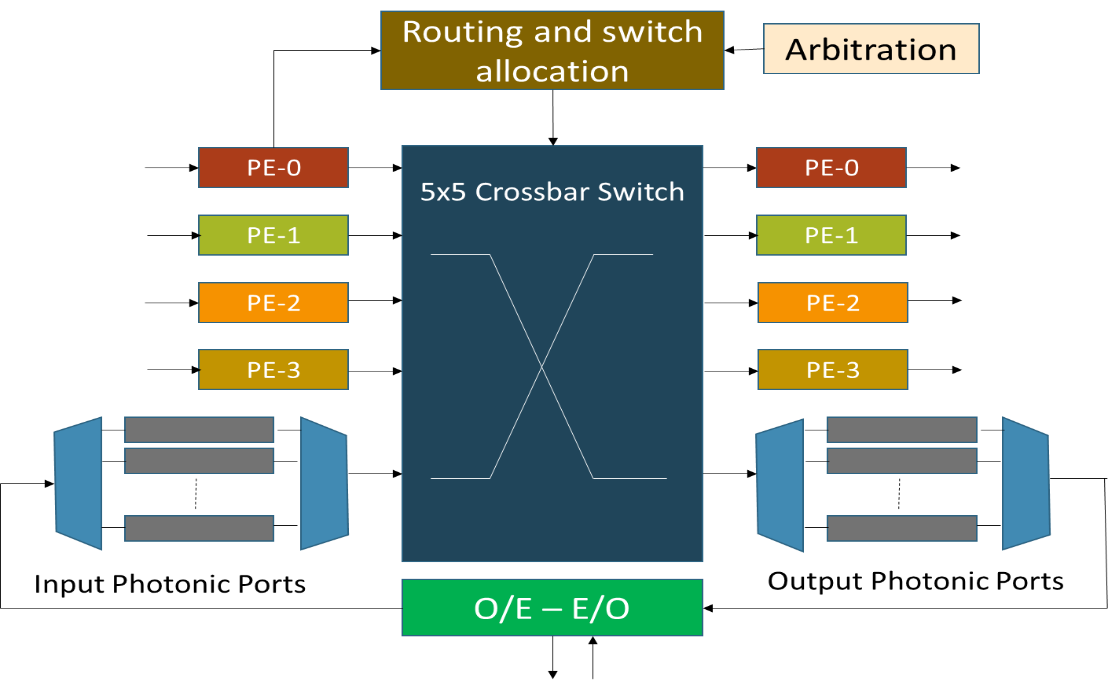 Routing and switch
allocation
Arbitration
PE-0
PE-0
5x5 Crossbar Switch
PE-1
PE-1
PE-2
PE-2
PE-3
PE-3
Input Photonic Ports
Output Photonic Ports
O/E – E/O